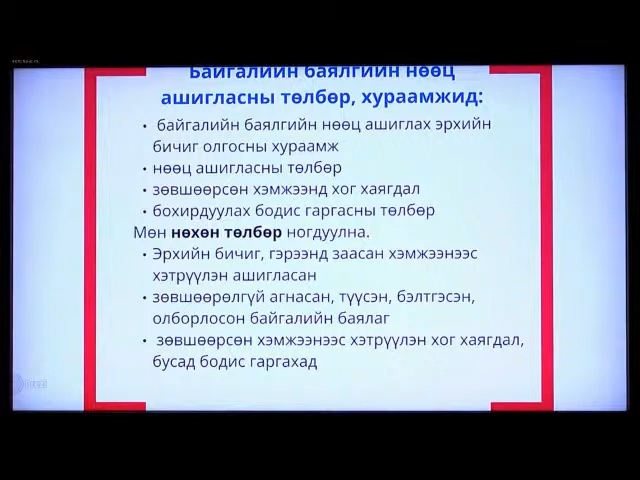 Байгалийн баялгийн нөөц
ашигласны төлбөр, хураамжид:
• байгалийн баялгийн нөөц ашиглах эрхийн
бичиг олгосны хураамж
• нөөц ашигласны төлбөр
• зөвшөөрсөн хэмжээнд хог хаягдал
• бохирдуулах бодис гаргасны төлбөр
Мөн нөхөн төлбөр ногдуулна.
• Эрхийн бичиг, гэрээнд заасан хэмжээнээс
хэтрүүлэн ашигласан
• зөвшөөрөлгүй агнасан, түүсэн, бэлтгэсэн,
олборлосон байгалийн баялаг
• зөвшөөрсөн хэмжээнээс хэтрүүлэн хог хаягдал,
бусад бодис гаргахад